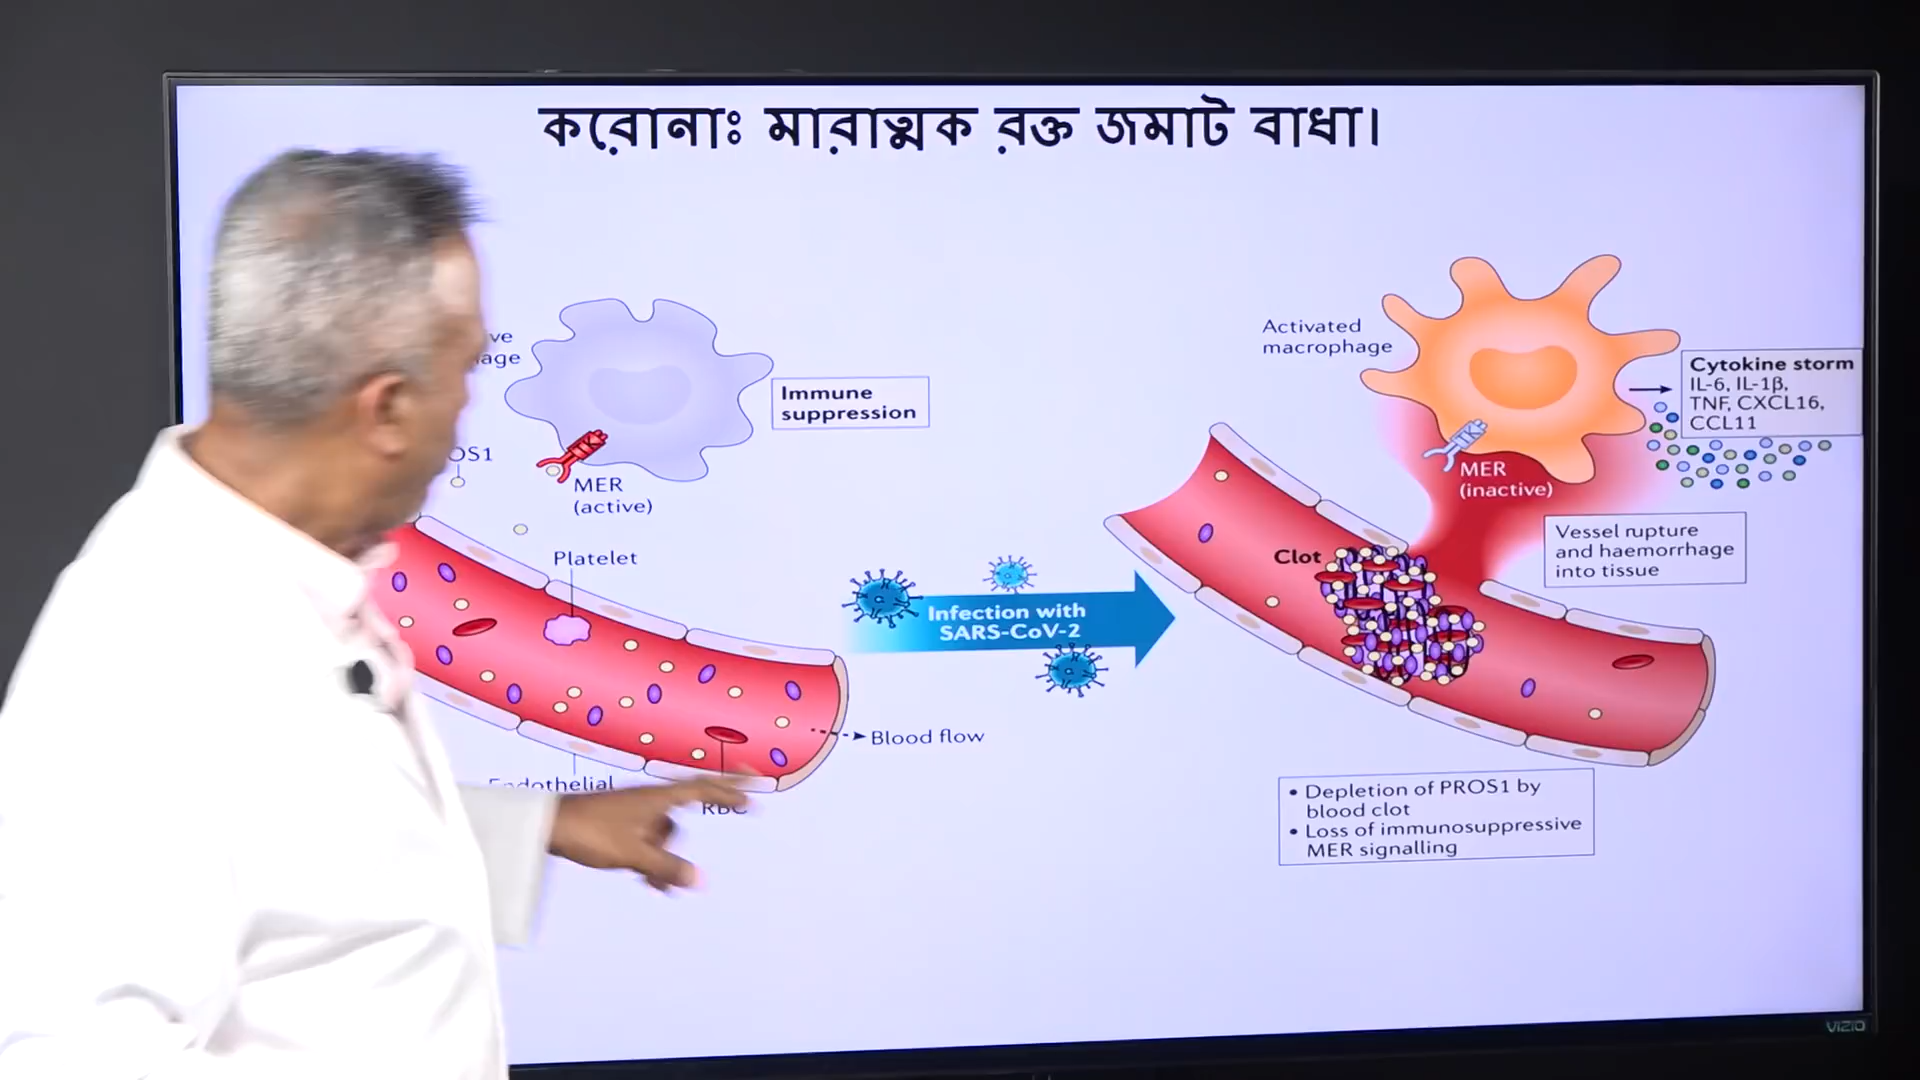 করোনাঃ মারাত্মক রক্ত জমাট বাধা।
Immune
suppression
MER
(active)
Platelet
Blood flow
RBC
Infection with
SARS-CoV-2
Activated
macrophage
Cytokine storm
IL-6, IL-1β,
TNF, CXCL16,
CCL11
MER
(inactive)
Vessel rupture
and haemorrhage
into tissue
Clot
• Depletion of PROS1 by
blood clot
• Loss of immunosuppressive
MER signalling
VIZIO